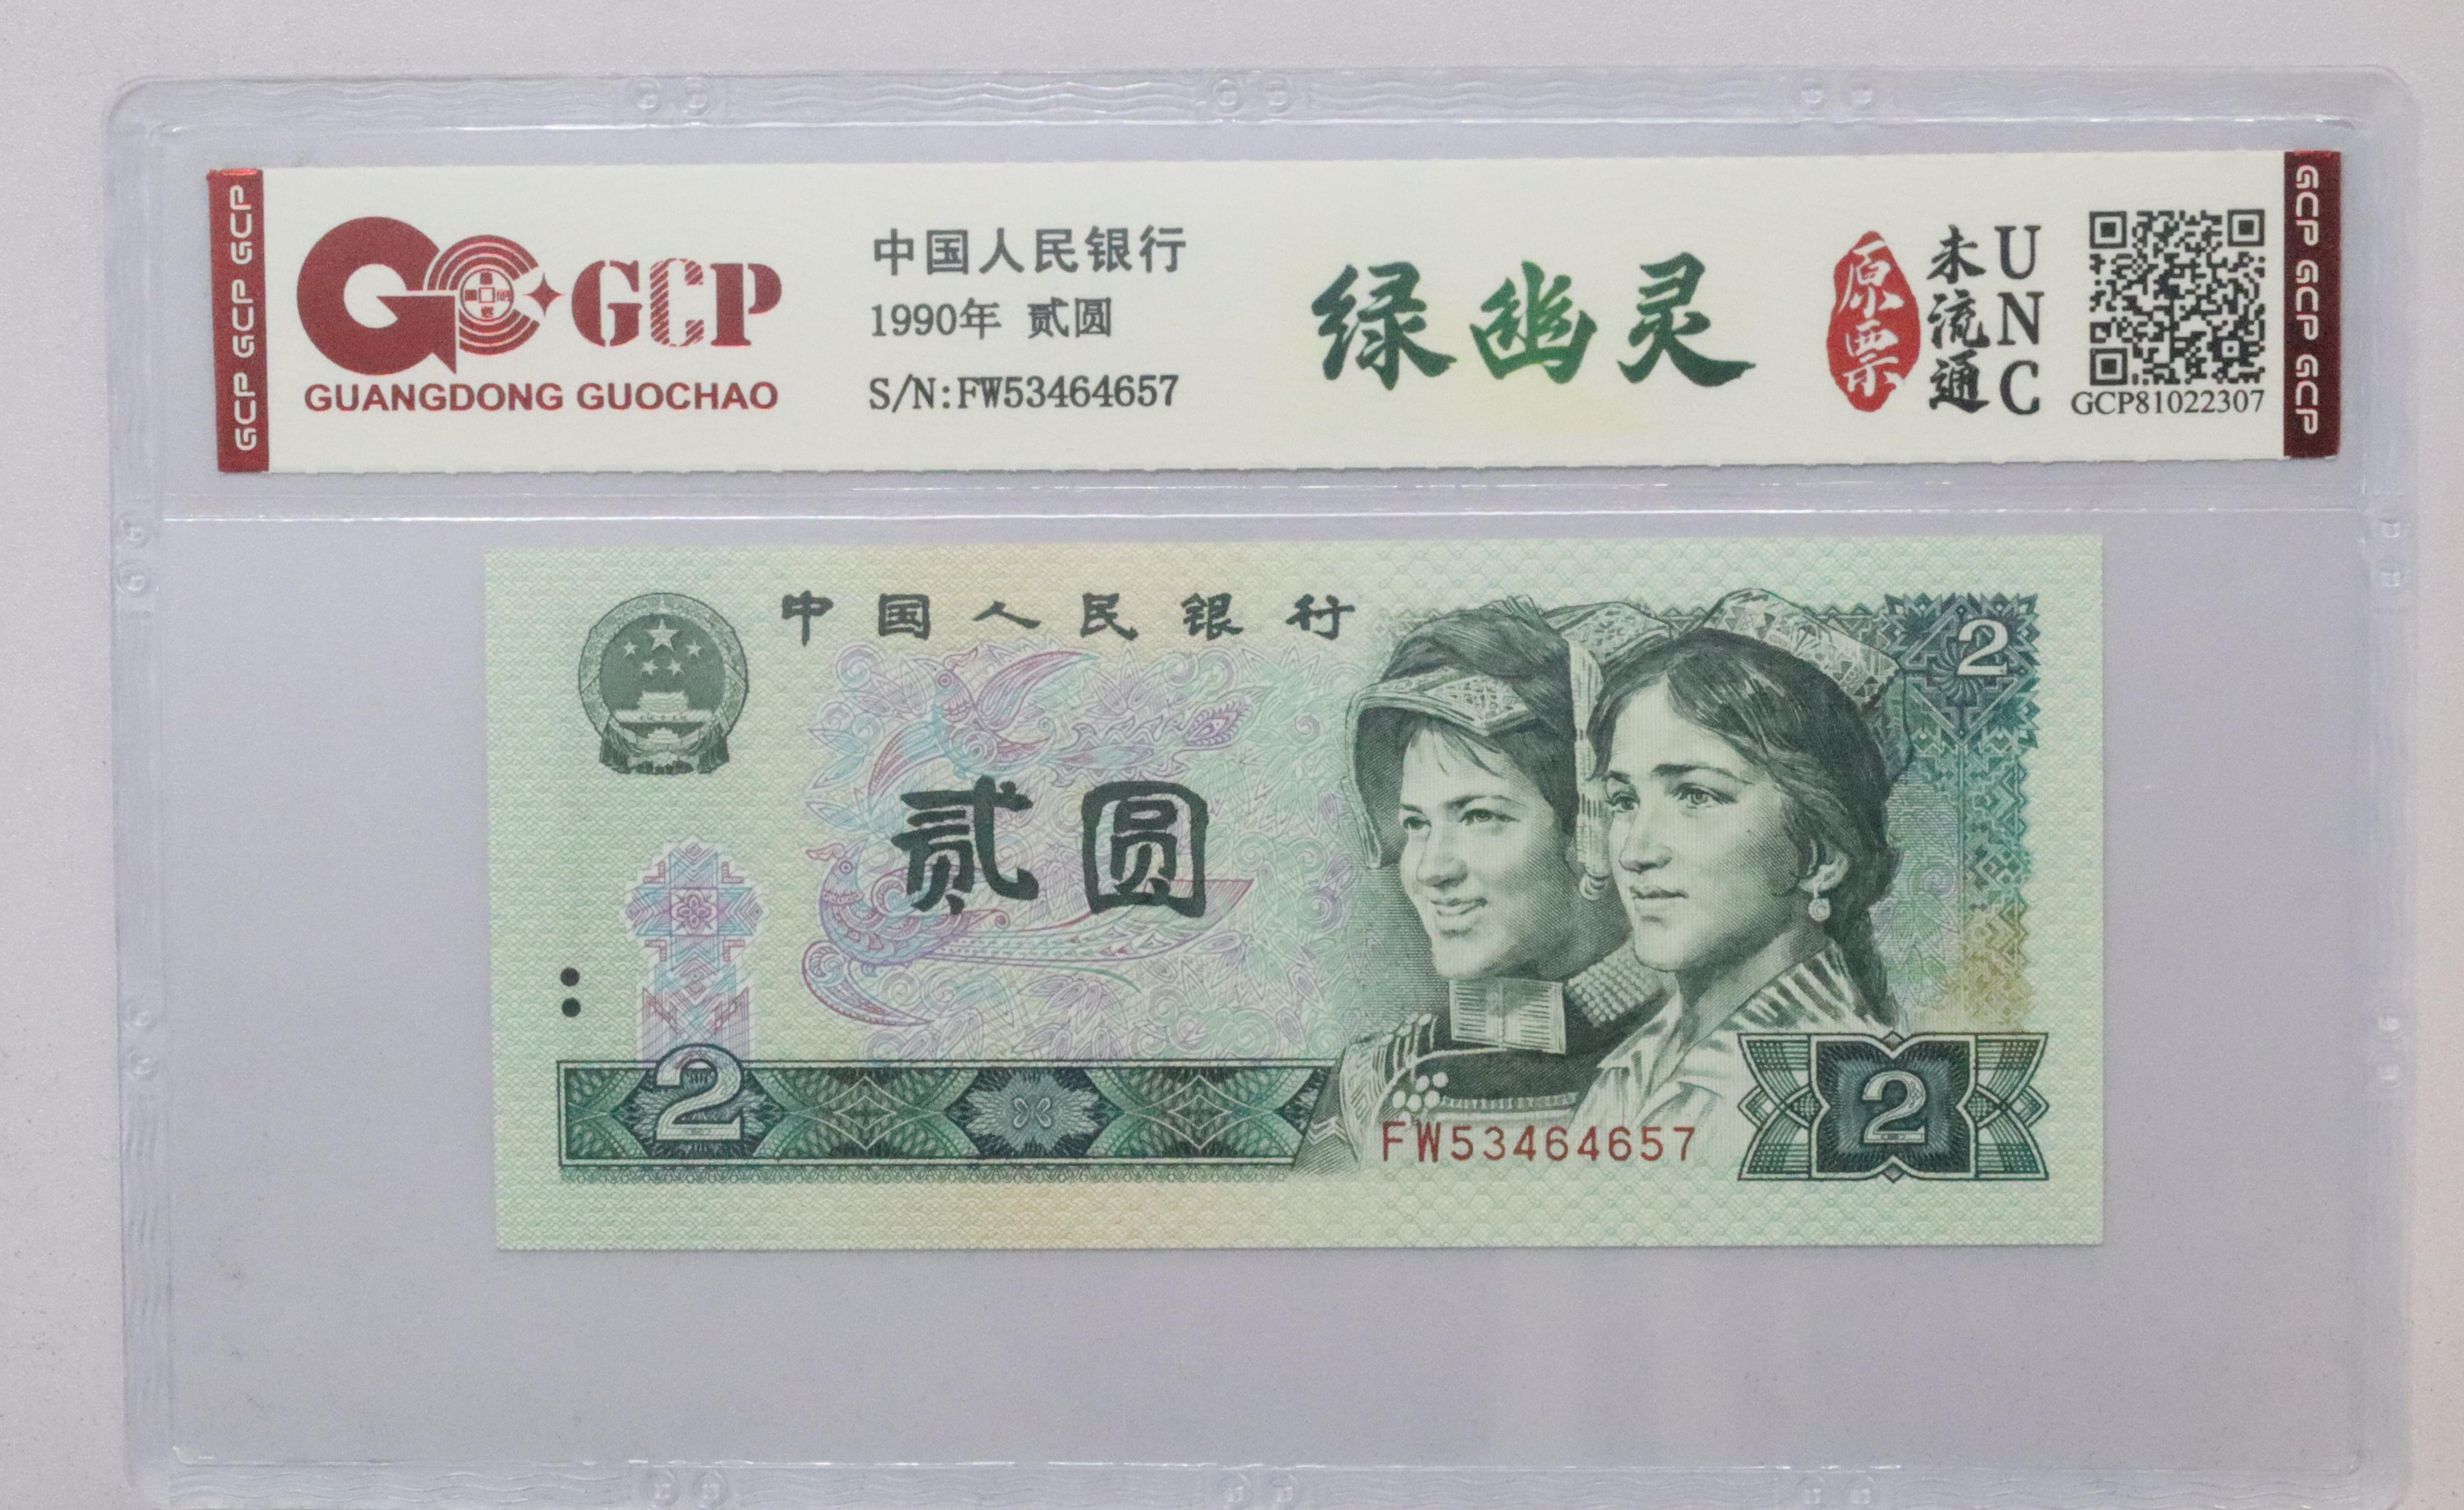 GCP GCP GCP
GCP
GUANGDONG GUOCHAO
中国人民银行
1990年 贰圆
S/N:FW53464657
绿幽灵
原票
未流通
UNC
GCP81022307
GCP GCP GCP
中国人民银行
2
贰圆
2
FW53464657
2